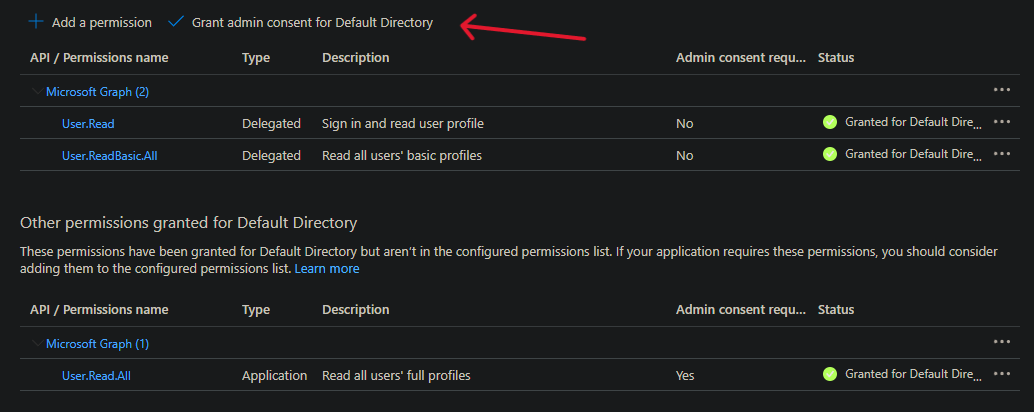 Add a permission Grant admin consent for Default Directory
API / Permissions name Type Description Admin consent requ... Status
Microsoft Graph (2) ...
User.Read Delegated Sign in and read user profile No Granted for Default Dire... ...
User.ReadBasic.All Delegated Read all users' basic profiles No Granted for Default Dire... ...
Other permissions granted for Default Directory
These permissions have been granted for Default Directory but aren't in the configured permissions list. If your application requires these permissions, you should consider
adding them to the configured permissions list. Learn more
API / Permissions name Type Description Admin consent requ... Status
Microsoft Graph (1) ...
User.Read.All Application Read all users' full profiles Yes Granted for Default Dire... ...